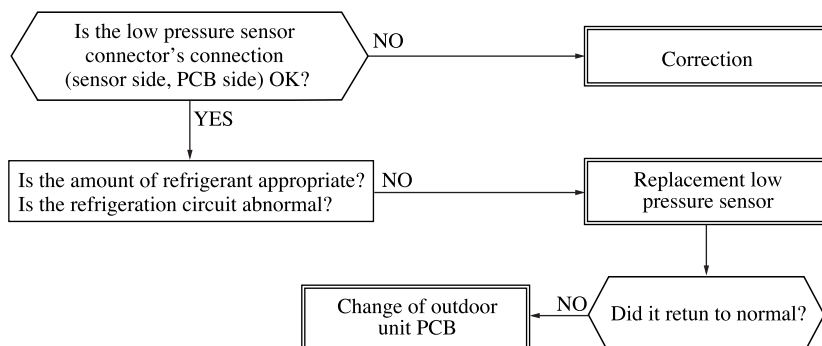 Is the low pressure sensor
connector's connection
(sensor side, PCB side) OK?
NO
Correction
YES
Is the amount of refrigerant appropriate?
Is the refrigeration circuit abnormal?
NO
Replacement low
pressure sensor
Change of outdoor
unit PCB
NO
Did it retun to normal?